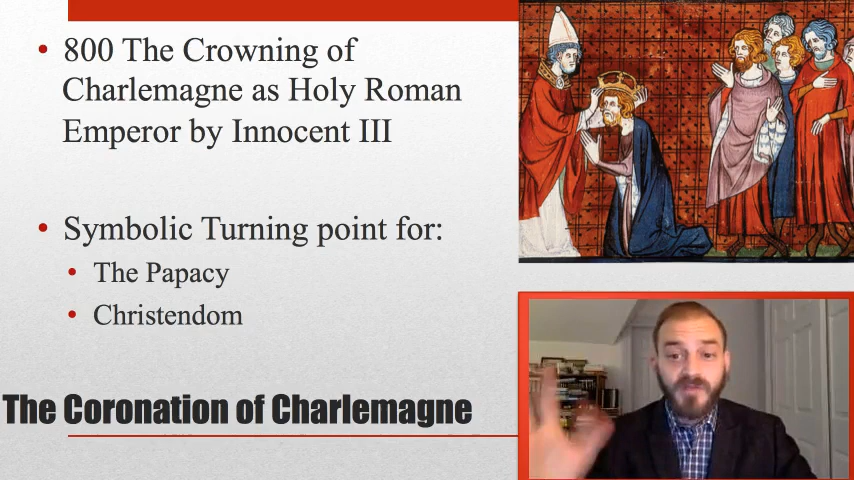 • 800 The Crowning of
Charlemagne as Holy Roman
Emperor by Innocent III
• Symbolic Turning point for:
• The Papacy
• Christendom
The Coronation of Charlemagne